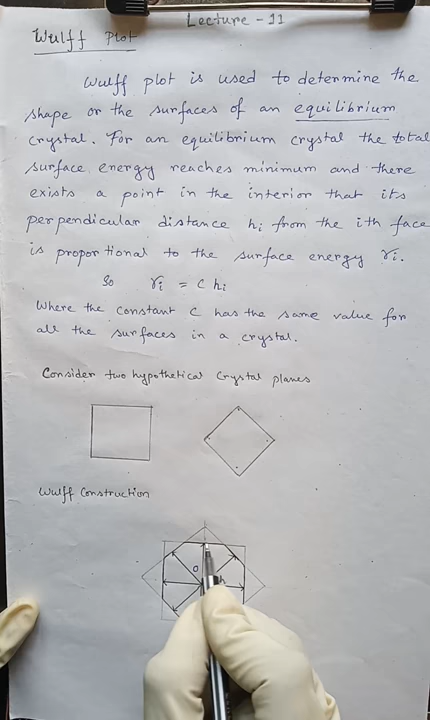 Lecture - 11
Wulff Plot
Wulff plot is used to determine the
shape or the surfaces of an equilibrium
crystal. For an equilibrium crystal the total
surface energy reaches minimum and there
exists a point in the interior that its
perpendicular distance hi from the ith face
is proportional to the surface energy γi.
So γi = c hi
Where the constant c has the same value for
all the surfaces in a crystal.
Consider two hypothetical Crystal planes
Wulff Construction
O